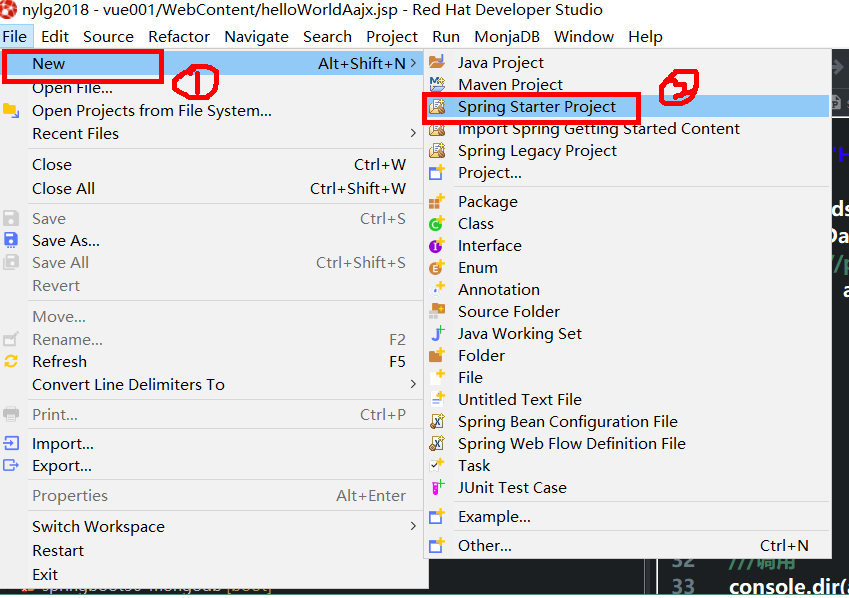 nylg2018 - vue001/WebContent/helloWorldAajx.jsp - Red Hat Developer Studio
File Edit Source Refactor Navigate Search Project Run MonjaDB Window Help
New Alt+Shift+N
Open File...
Open Projects from File System...
Recent Files
Close Ctrl+W
Close All Ctrl+Shift+W
Save Ctrl+S
Save As...
Save All Ctrl+Shift+S
Revert
Move...
Rename... F2
Refresh F5
Convert Line Delimiters To
Print... Ctrl+P
Import...
Export...
Properties Alt+Enter
Switch Workspace
Restart
Exit
1
Java Project
Maven Project
Spring Starter Project
Import Spring Getting Started Content
Spring Legacy Project
Project...
Package
Class
Interface
Enum
Annotation
Source Folder
Java Working Set
Folder
File
Untitled Text File
Spring Bean Configuration File
Spring Web Flow Definition File
Task
JUnit Test Case
Example...
Other... Ctrl+N
2
32 ///调用
33 console.dir(a